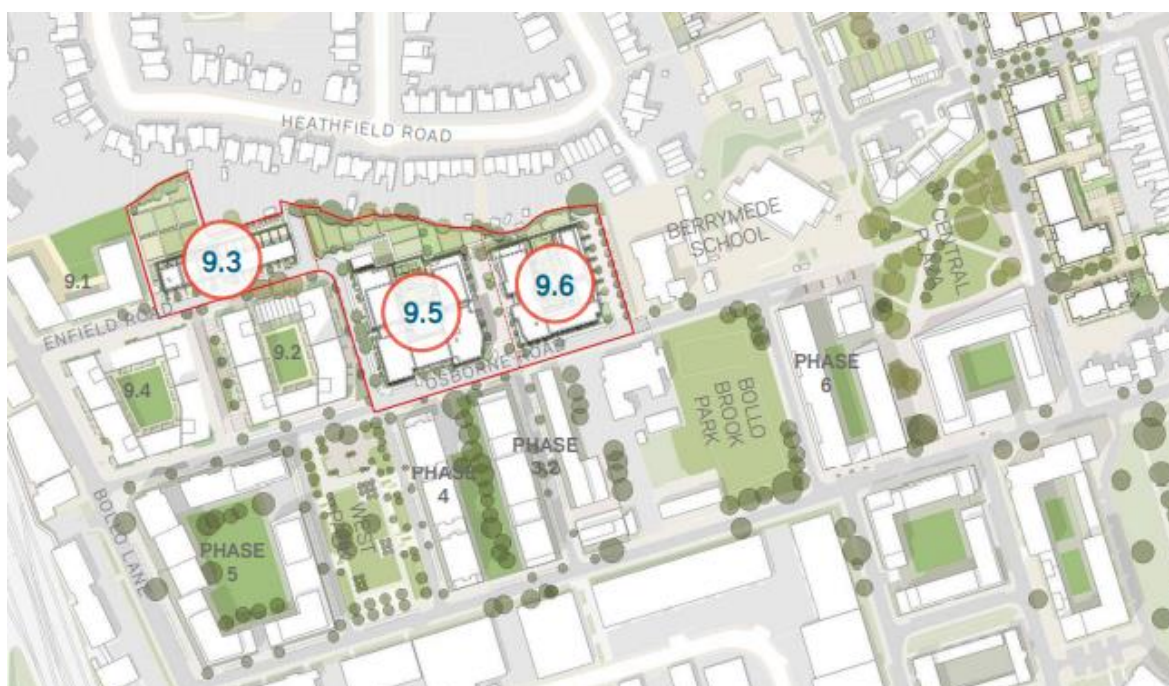 HEATHFIELD ROAD
BERRYMEDE
SCHOOL
CENTRAL
PLAZA
9.3
9.6
9.1
9.5
ENFIELD ROAD
9.2
OSBORNE ROAD
9.4
PHASE
6
BOLLO
BROOK
PARK
PHASE
3.2
PHASE
4
WEST
PARK
BOLLO LANE
PHASE
5